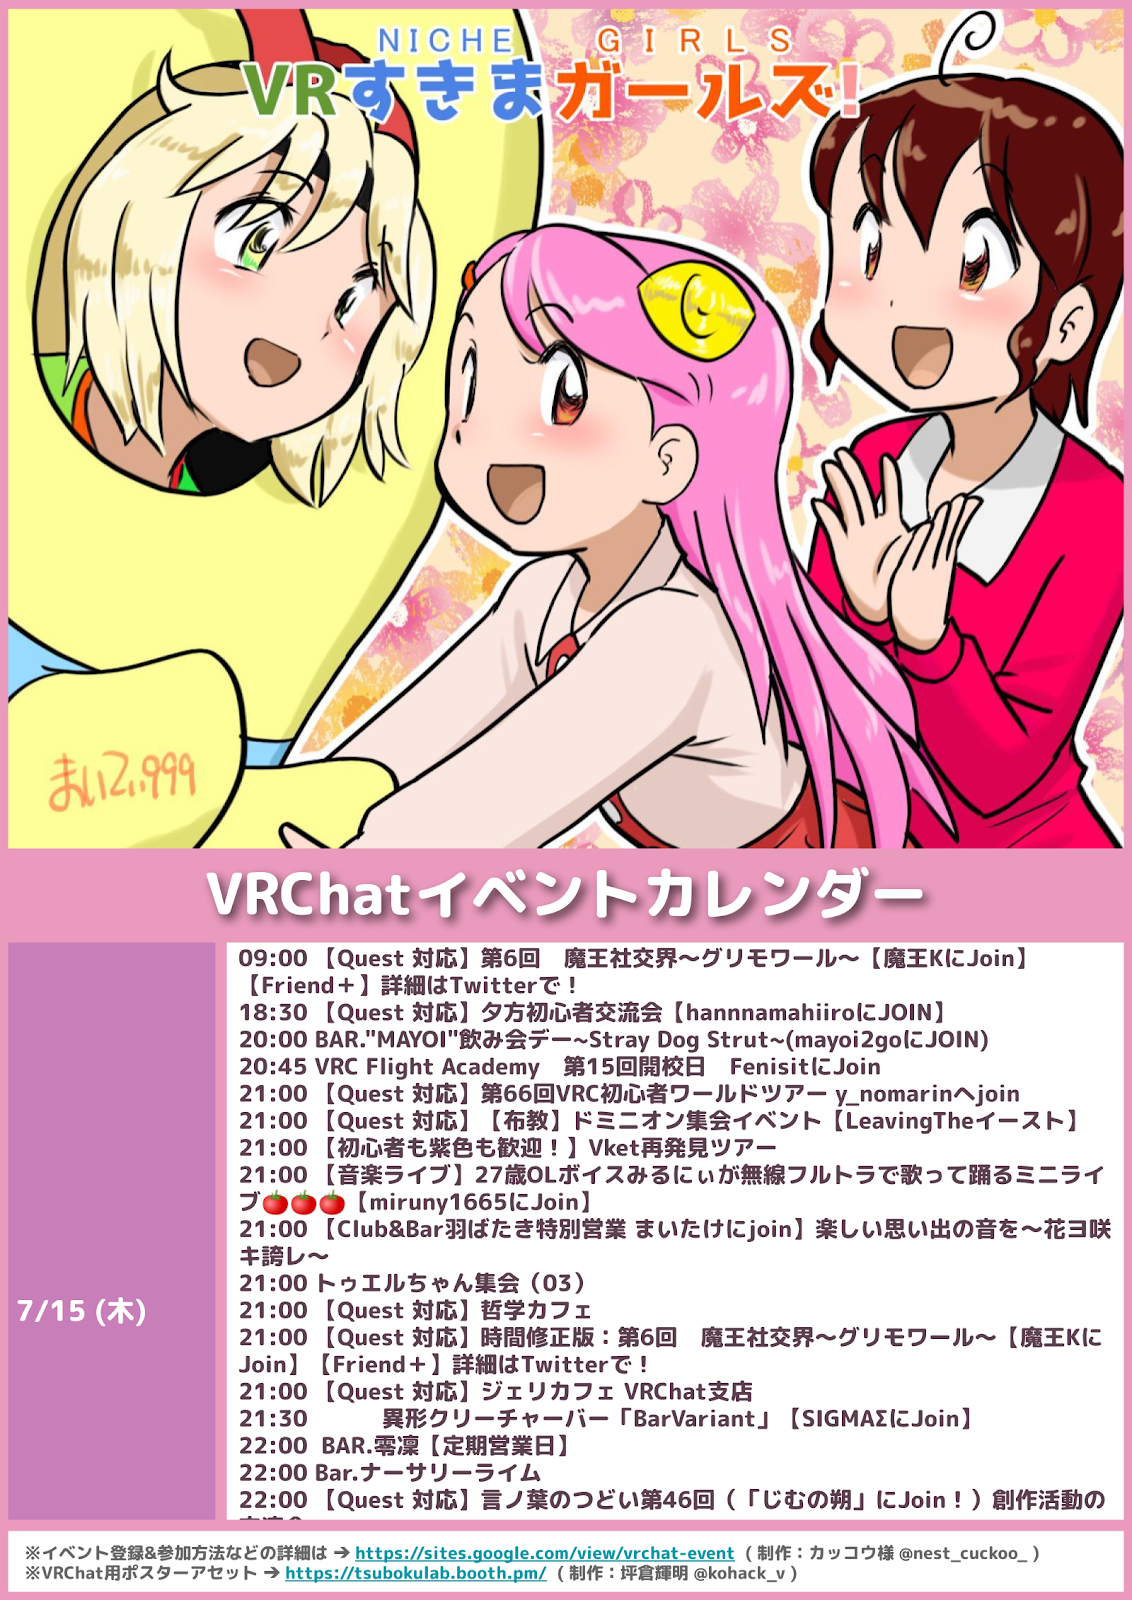 NICHE GIRLS
VRすきまガールズ!
まいてい999
VRChatイベントカレンダー
7/15 (木)
09:00 【Quest 対応】第6回　魔王社交界～グリモワール～【魔王KにJoin】
【Friend＋】詳細はTwitterで！
18:30 【Quest 対応】夕方初心者交流会【hannnamahiiroにJOIN】
20:00 BAR."MAYOI"飲み会デー~Stray Dog Strut~(mayoi2goにJOIN)
20:45 VRC Flight Academy　第15回開校日　FenisitにJoin
21:00 【Quest 対応】第66回VRC初心者ワールドツアー y_nomarinへjoin
21:00 【Quest 対応】【布教】ドミニオン集会イベント【LeavingTheイースト】
21:00 【初心者も紫色も歓迎！】Vket再発見ツアー
21:00 【音楽ライブ】27歳OLボイスみるにぃが無線フルトラで歌って踊るミニライ
ブ🍅🍅🍅【miruny1665にJoin】
21:00 【Club&Bar羽ばたき特別営業 まいたけにjoin】楽しい思い出の音を～花ヨ咲
キ誇レ～
21:00 トゥエルちゃん集会（03）
21:00 【Quest 対応】哲学カフェ
21:00 【Quest 対応】時間修正版：第6回　魔王社交界～グリモワール～【魔王Kに
Join】【Friend＋】詳細はTwitterで！
21:00 【Quest 対応】ジェリカフェ VRChat支店
21:30　　　異形クリーチャーバー「BarVariant」【SIGMAΣにJoin】
22:00 BAR.零凜【定期営業日】
22:00 Bar.ナーサリーライム
22:00 【Quest 対応】言ノ葉のつどい第46回（「じむの朔」にJoin！）創作活動の
※イベント登録&参加方法などの詳細は ➔ https://sites.google.com/view/vrchat-event ( 制作：カッコウ様 @nest_cuckoo_ )
※VRChat用ポスターアセット ➔ https://tsubokulab.booth.pm/ ( 制作：坪倉輝明 @kohack_v )